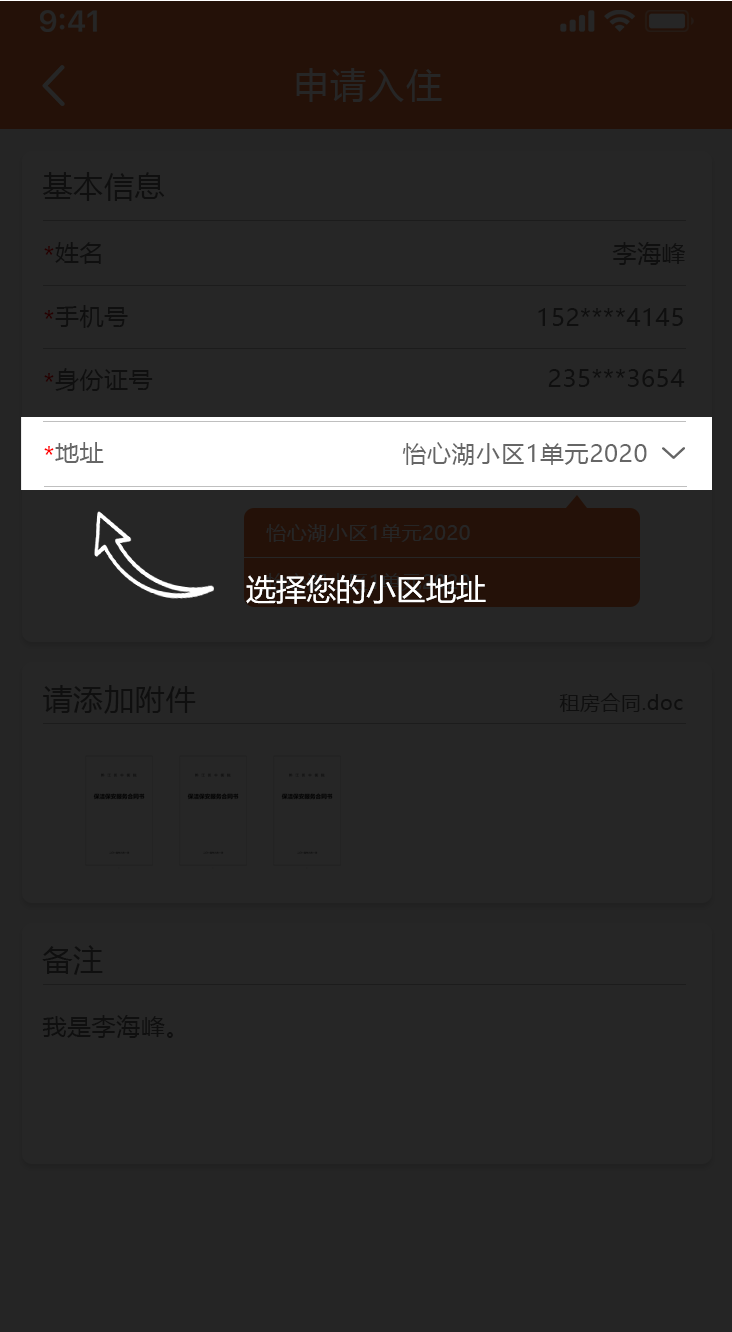 9:41
申请入住
基本信息
*姓名 李海峰
*手机号 152****4145
*身份证号 235***3654
*地址 怡心湖小区1单元2020
怡心湖小区1单元2020
选择您的小区地址
请添加附件 租房合同.doc
备注
我是李海峰。